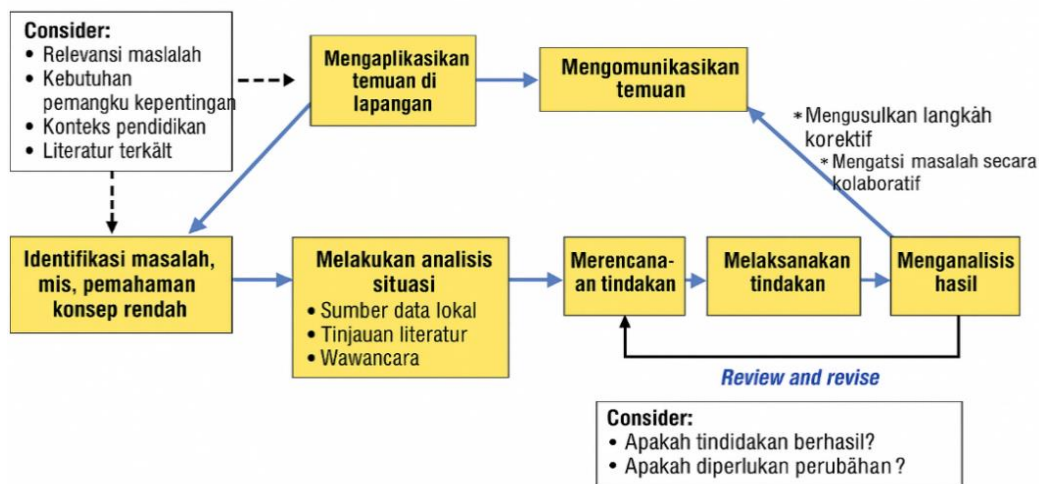 Consider:
• Relevansi maslalah
• Kebutuhan
pemangku kepentingan
• Konteks pendidikan
• Literatur terkält
Mengaplikasikan
temuan di
lapangan
Mengomunikasikan
temuan
* Mengusulkan langkáh
korektif
* Mengatsi masalah secara
kolaboratif
Identifikasi masalah,
mis, pemahaman
konsep rendah
Melakukan analisis
situasi
• Sumber data lokal
• Tinjauan literatur
• Wawancara
Merencana-
an tindakan
Melaksanakan
tindakan
Menganalisis
hasil
Review and revise
Consider:
• Apakah tindidakan berhasil?
• Apakah diperlukan perubăhan ?